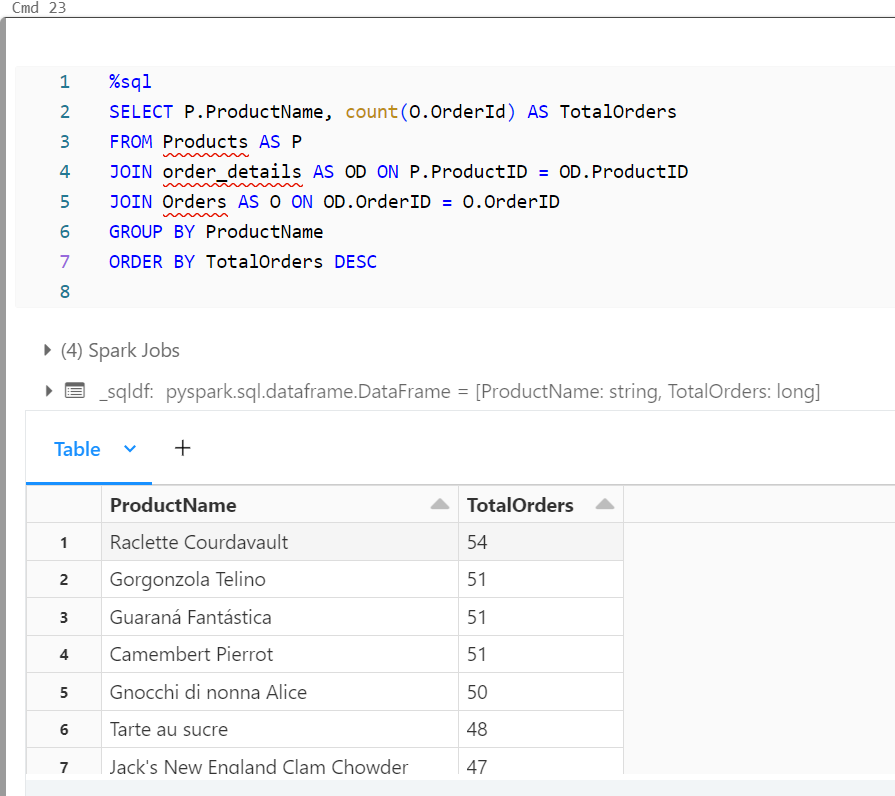 Cmd 23
1 %sql
2 SELECT P.ProductName, count(O.OrderId) AS TotalOrders
3 FROM Products AS P
4 JOIN order_details AS OD ON P.ProductID = OD.ProductID
5 JOIN Orders AS O ON OD.OrderID = O.OrderID
6 GROUP BY ProductName
7 ORDER BY TotalOrders DESC
8
(4) Spark Jobs
_sqldf: pyspark.sql.dataframe.DataFrame = [ProductName: string, TotalOrders: long]
Table +
ProductName TotalOrders
1 Raclette Courdavault 54
2 Gorgonzola Telino 51
3 Guaraná Fantástica 51
4 Camembert Pierrot 51
5 Gnocchi di nonna Alice 50
6 Tarte au sucre 48
7 Jack's New England Clam Chowder 47